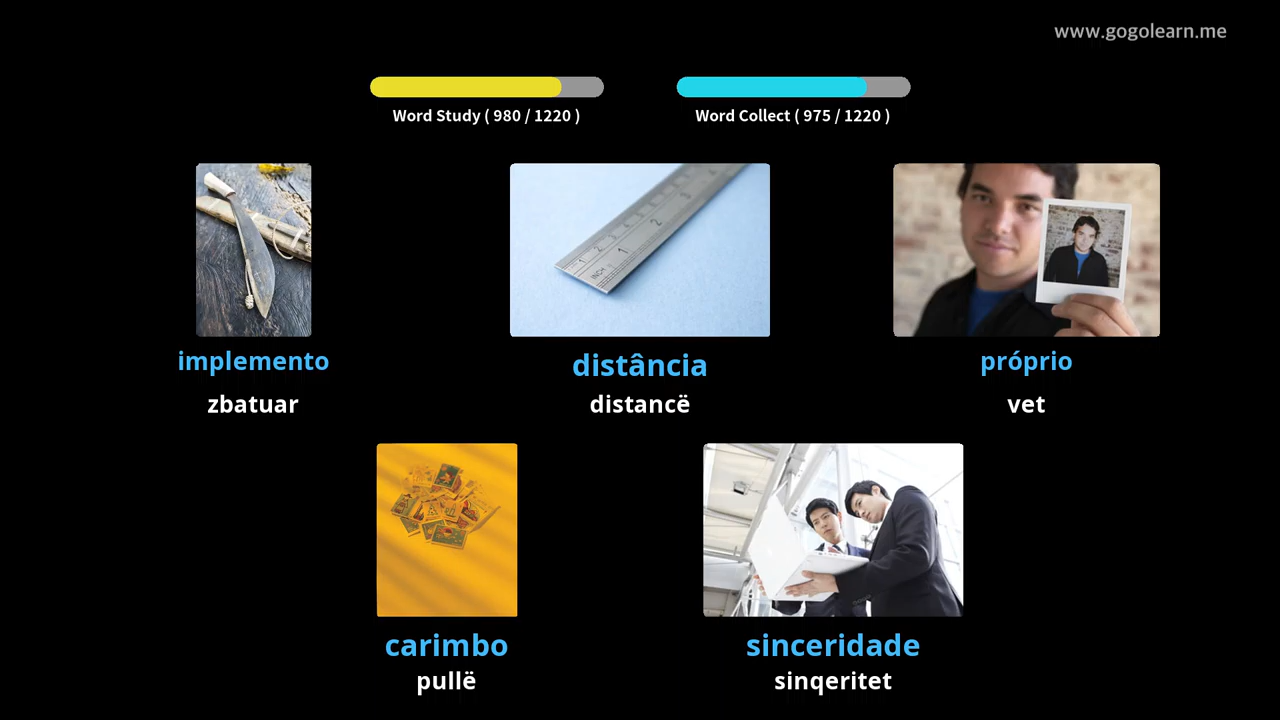 www.gogolearn.me
Word Study ( 980 / 1220 )
Word Collect ( 975 / 1220 )
implemento
zbatuar
distância
distancë
próprio
vet
carimbo
pullë
sinceridade
sinqeritet